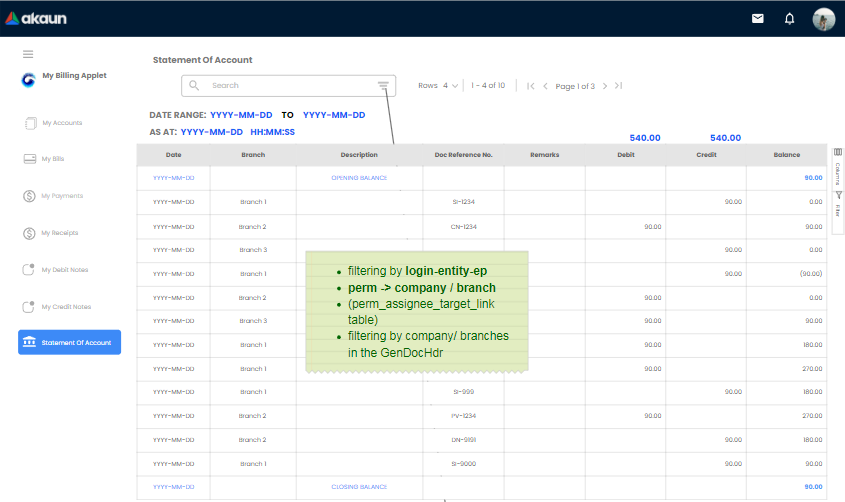 akaun
My Billing Applet
My Accounts
My Bills
My Payments
My Receipts
My Debit Notes
My Credit Notes
Statement Of Account
Statement Of Account
Search
Rows 4 1 - 4 of 10 Page 1 of 3
DATE RANGE: YYYY-MM-DD TO YYYY-MM-DD
AS AT: YYYY-MM-DD HH:MM:SS
540.00 540.00
Date Branch Description Doc Reference No. Remarks Debit Credit Balance
YYYY-MM-DD OPENING BALANCE 90.00
YYYY-MM-DD Branch 1 SI-1234 90.00 0.00
YYYY-MM-DD Branch 2 CN-1234 90.00 90.00
YYYY-MM-DD Branch 3 90.00 0.00
YYYY-MM-DD Branch 1 90.00 (90.00)
YYYY-MM-DD Branch 2 90.00 0.00
YYYY-MM-DD Branch 3 90.00 90.00
YYYY-MM-DD Branch 1 90.00 180.00
YYYY-MM-DD Branch 1 90.00 270.00
YYYY-MM-DD Branch 1 SI-999 90.00 180.00
YYYY-MM-DD Branch 2 PV-1234 90.00 270.00
YYYY-MM-DD Branch 2 DN-9191 90.00 180.00
YYYY-MM-DD Branch 1 SI-9000 90.00 90.00
YYYY-MM-DD CLOSING BALANCE 90.00
• filtering by login-entity-ep
• perm -> company / branch
• (perm_assignee_target_link
table)
• filtering by company/ branches
in the GenDocHdr
Columns
Filter